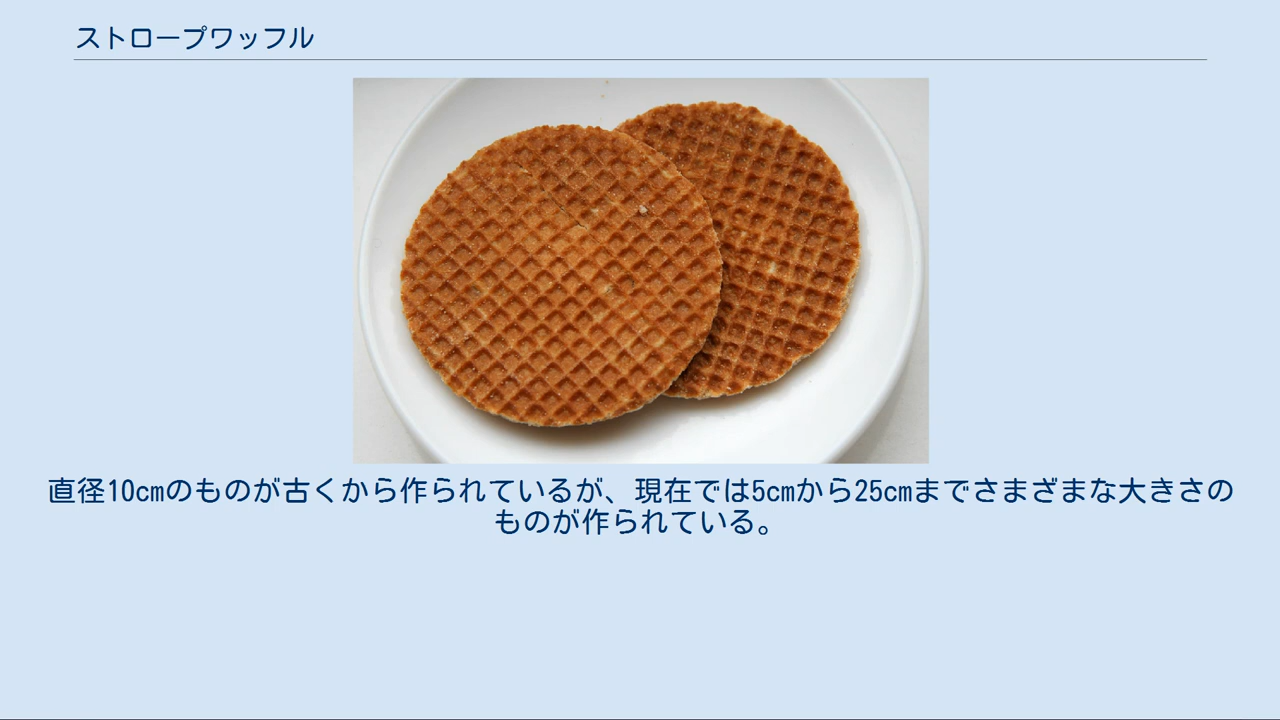 ストロープワッフル
直径10cmのものが古くから作られているが、現在では5cmから25cmまでさまざまな大きさの
ものが作られている。